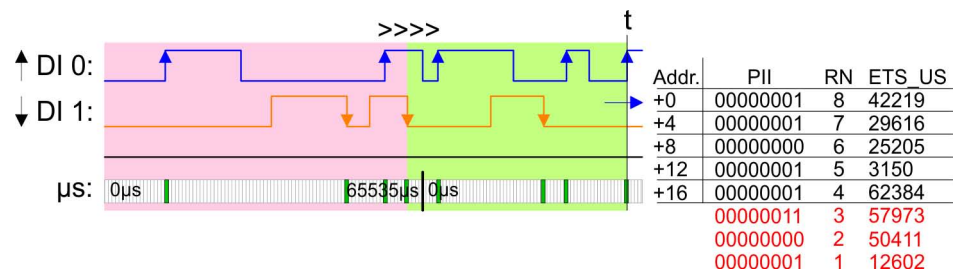 >>>> t
DI 0:
DI 1:
µs: 0µs 65535µs 0µs
Addr. PII RN ETS_US
+0 00000001 8 42219
+4 00000001 7 29616
+8 00000000 6 25205
+12 00000001 5 3150
+16 00000001 4 62384
00000011 3 57973
00000000 2 50411
00000001 1 12602